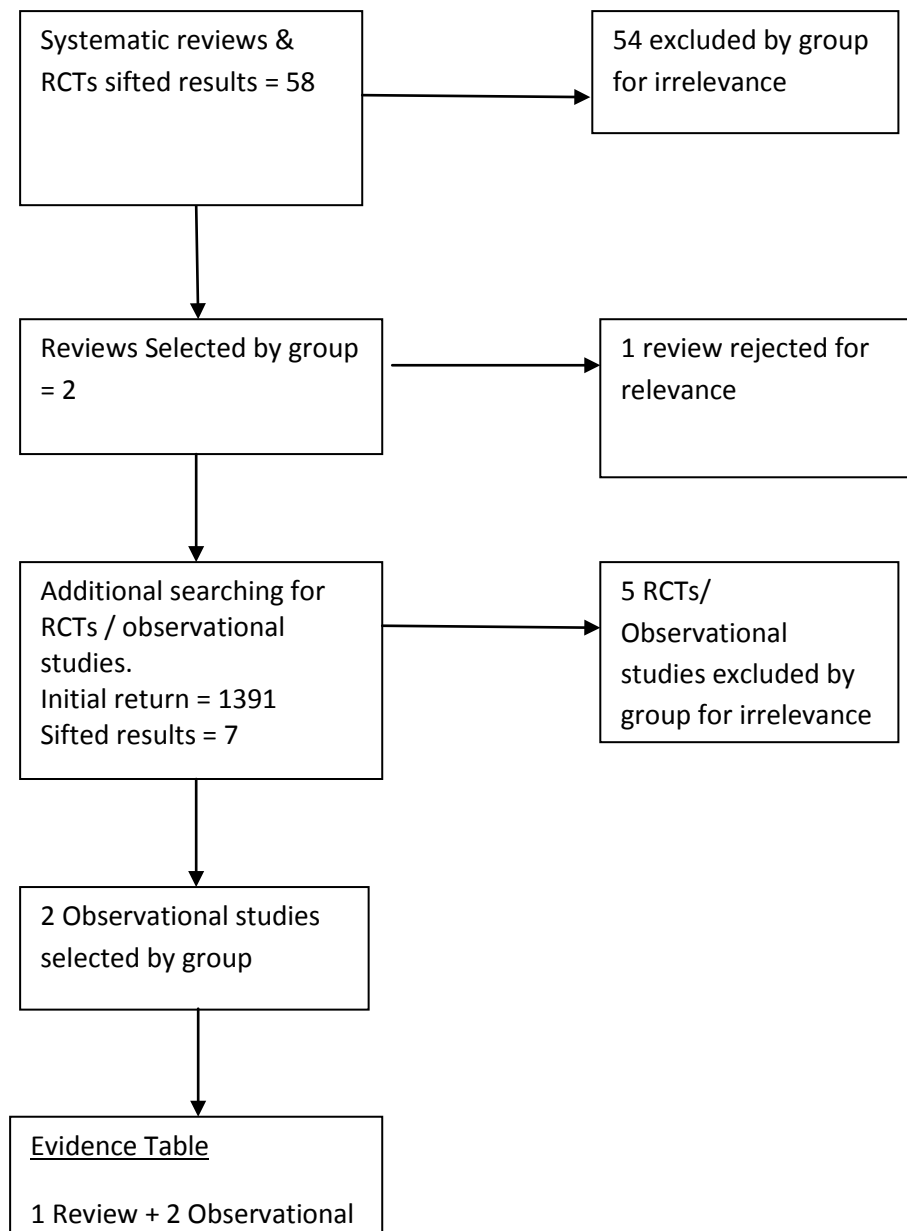 Systematic reviews &
RCTs sifted results = 58
54 excluded by group
for irrelevance
Reviews Selected by group
= 2
1 review rejected for
relevance
Additional searching for
RCTs / observational
studies.
Initial return = 1391
Sifted results = 7
5 RCTs/
Observational
studies excluded by
group for irrelevance
2 Observational studies
selected by group
Evidence Table
1 Review + 2 Observational